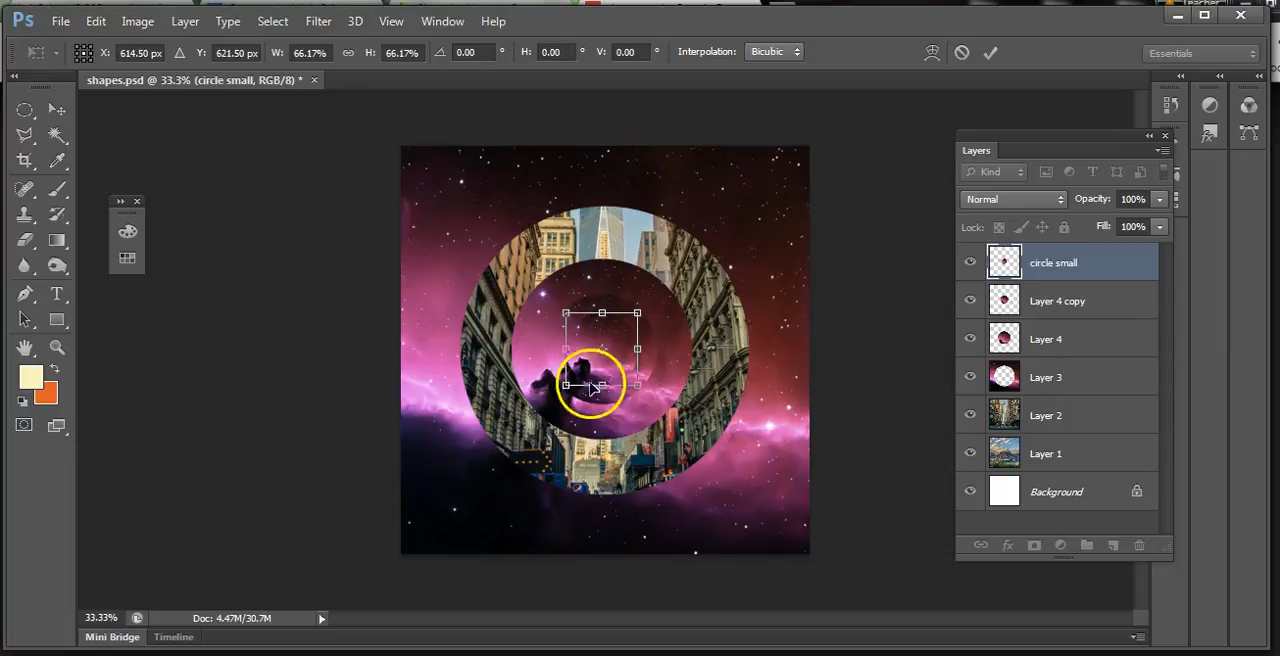 Ps File Edit Image Layer Type Select Filter 3D View Window Help
X: 614.50 px Y: 621.50 px W: 66.17% H: 66.17% 0.00 ° H: 0.00 ° V: 0.00 ° Interpolation: Bicubic Essentials
shapes.psd @ 33.3% (circle small, RGB/8) * ×
Layers
Kind
Normal Opacity: 100%
Lock: Fill: 100%
circle small
Layer 4 copy
Layer 4
Layer 3
Layer 2
Layer 1
Background
33.33% Doc: 4.47M/30.7M
Mini Bridge Timeline